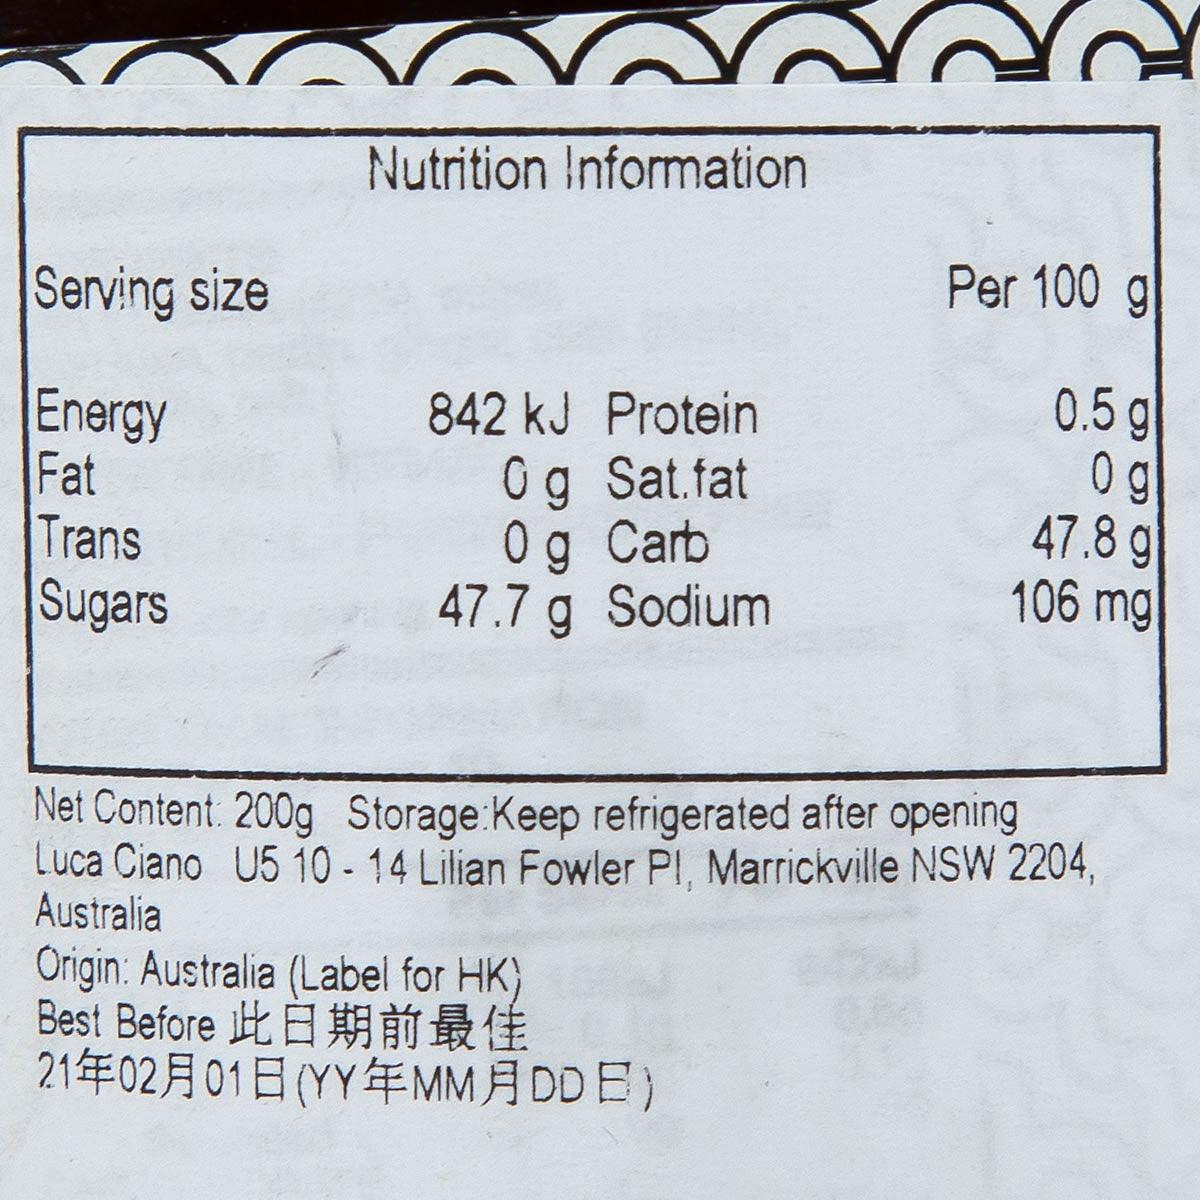 Nutrition Information
Serving size Per 100 g
Energy 842 kJ Protein 0.5 g
Fat 0 g Sat.fat 0 g
Trans 0 g Carb 47.8 g
Sugars 47.7 g Sodium 106 mg
Net Content: 200g Storage:Keep refrigerated after opening
Luca Ciano U5 10 - 14 Lilian Fowler Pl, Marrickville NSW 2204,
Australia
Origin: Australia (Label for HK)
Best Before 此日期前最佳
21年02月01日(YY年MM月DD日)